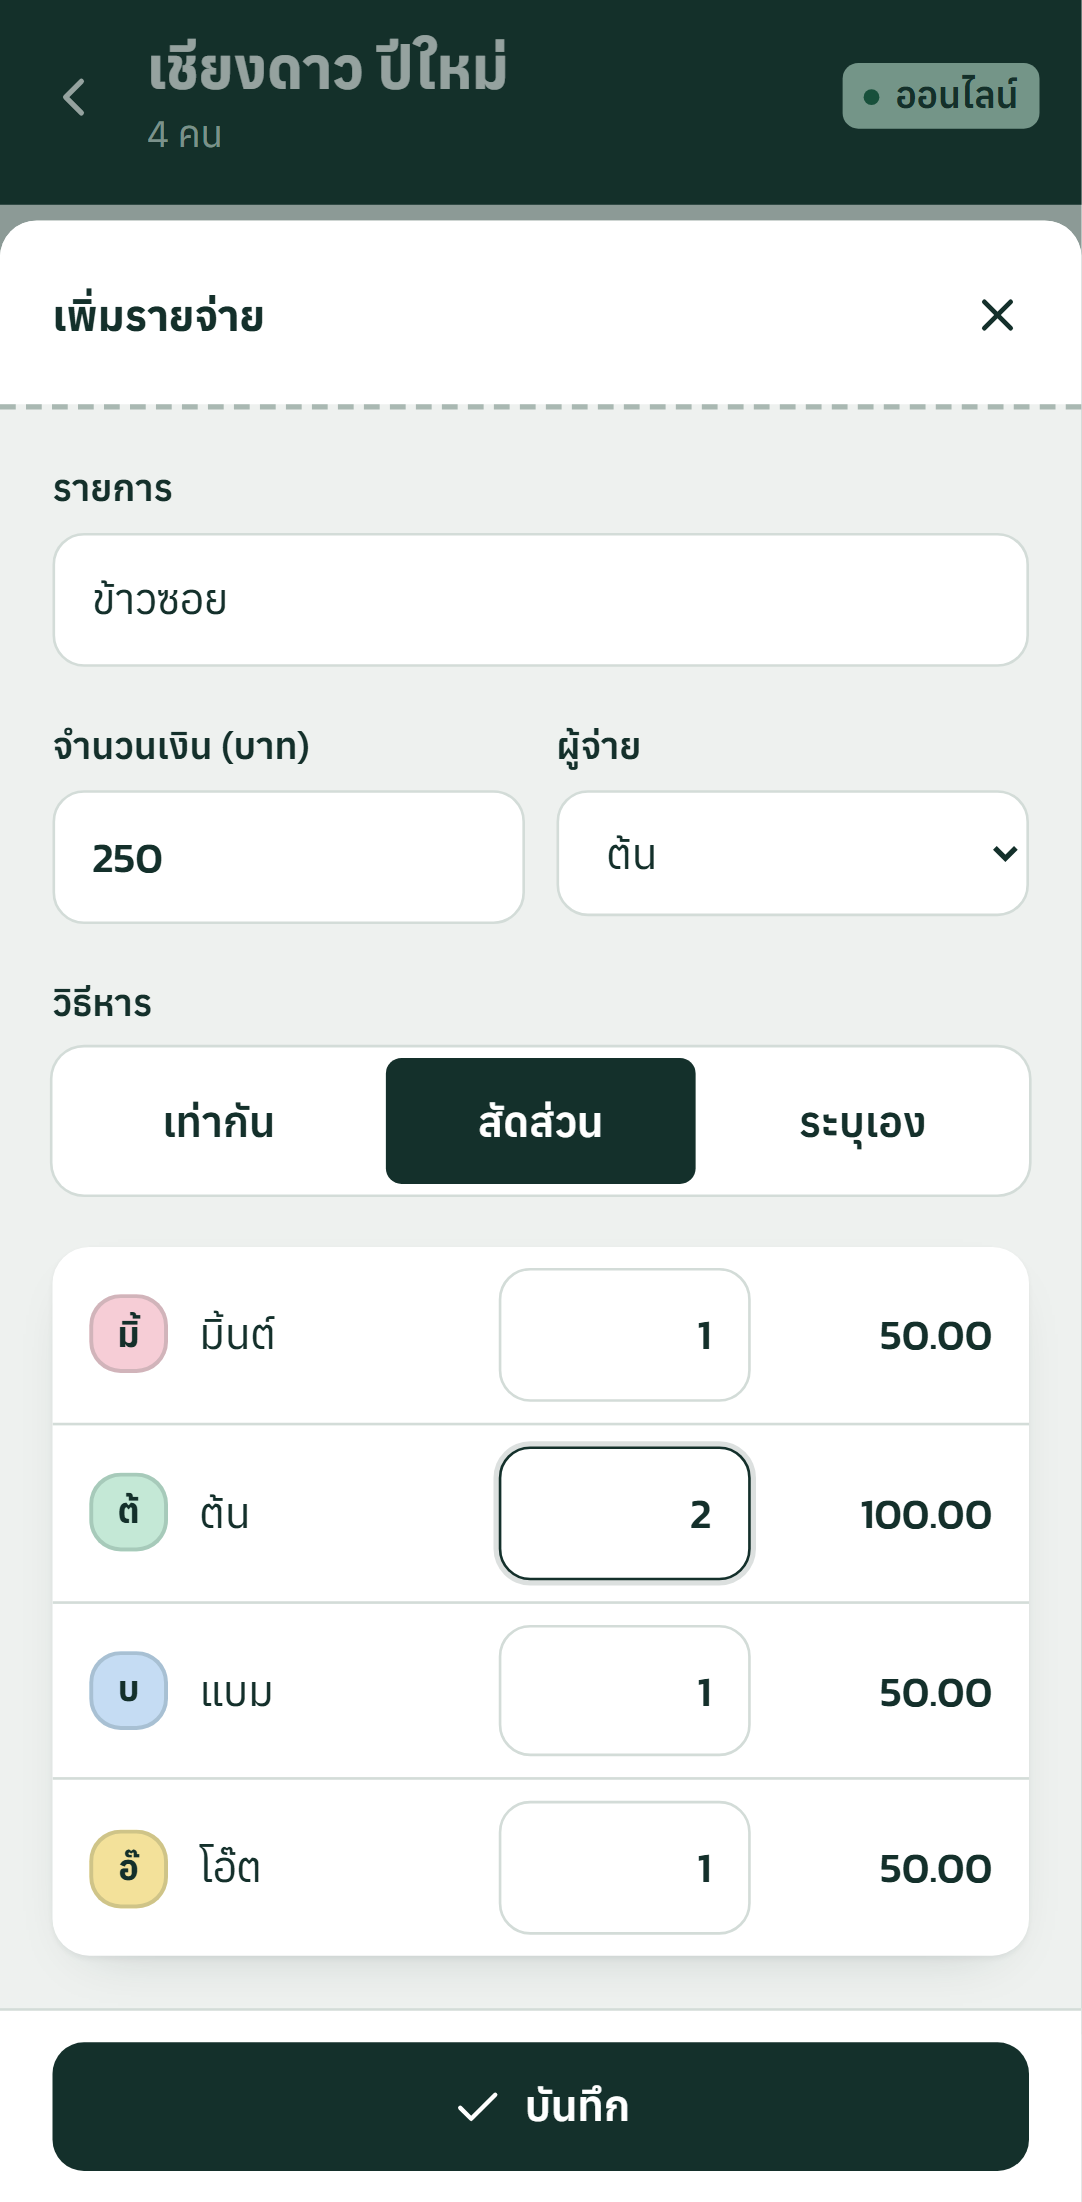 เชียงดาว ปีใหม่
4 คน
ออนไลน์
เพิ่มรายจ่าย
รายการ
ข้าวซอย
จำนวนเงิน (บาท)
ผู้จ่าย
250
ต้น
วิธีหาร
เท่ากัน
สัดส่วน
ระบุเอง
มิ้ มิ้นต์ 1 50.00
ต้ ต้น 2 100.00
บ แบม 1 50.00
อ๊ โอ๊ต 1 50.00
บันทึก